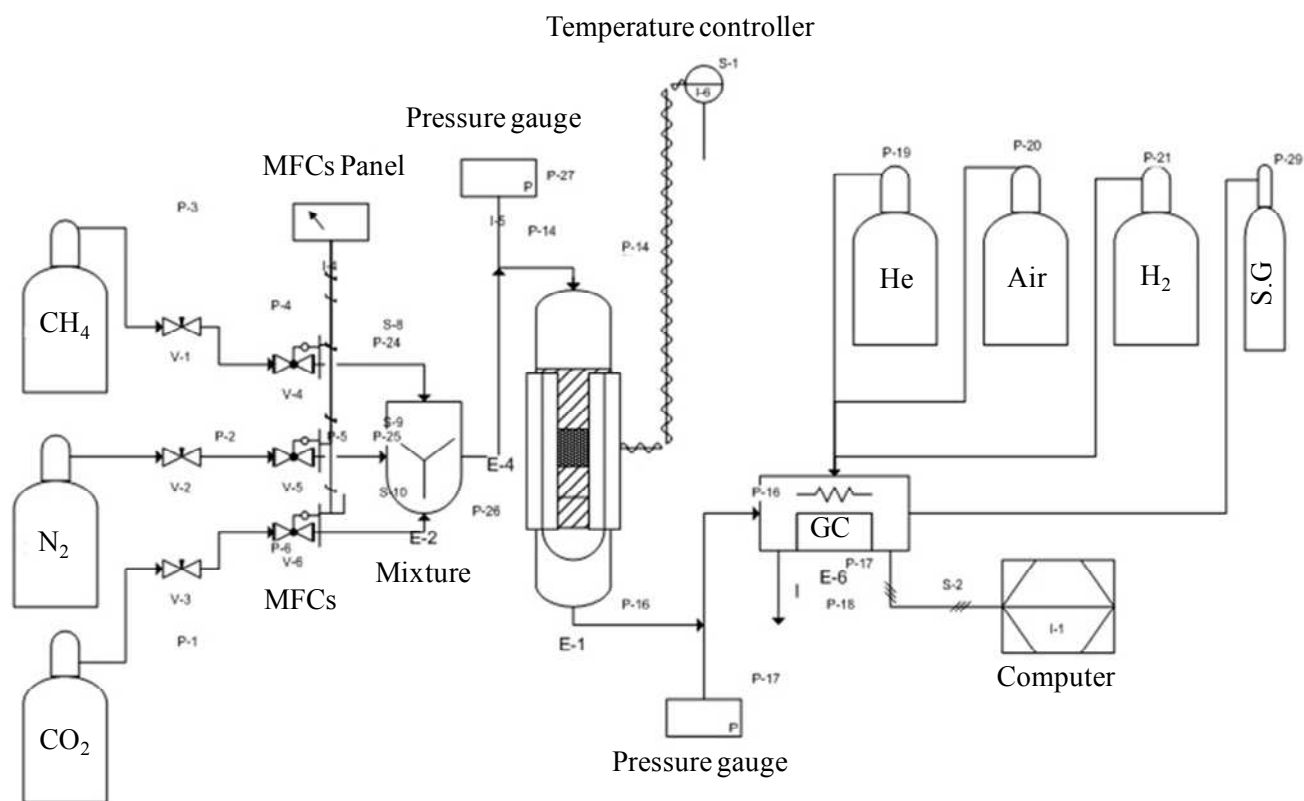 Temperature controller
S-1
I-6
Pressure gauge
P
P-27
I-5
P-14
P-14
MFCs Panel
I-4
P-3
P-4
CH4
V-1
V-4
S-8
P-24
P-2
P-5
P-25
S-9
N2
V-2
V-5
S-10
E-4
P-26
P-6
V-6
E-2
V-3
MFCs
Mixture
P-1
CO2
P-16
E-1
P-19
P-20
P-21
P-29
He
Air
H2
S.G
P-16
GC
P-17
E-6
I
P-18
S-2
I-1
Computer
P-17
P
Pressure gauge